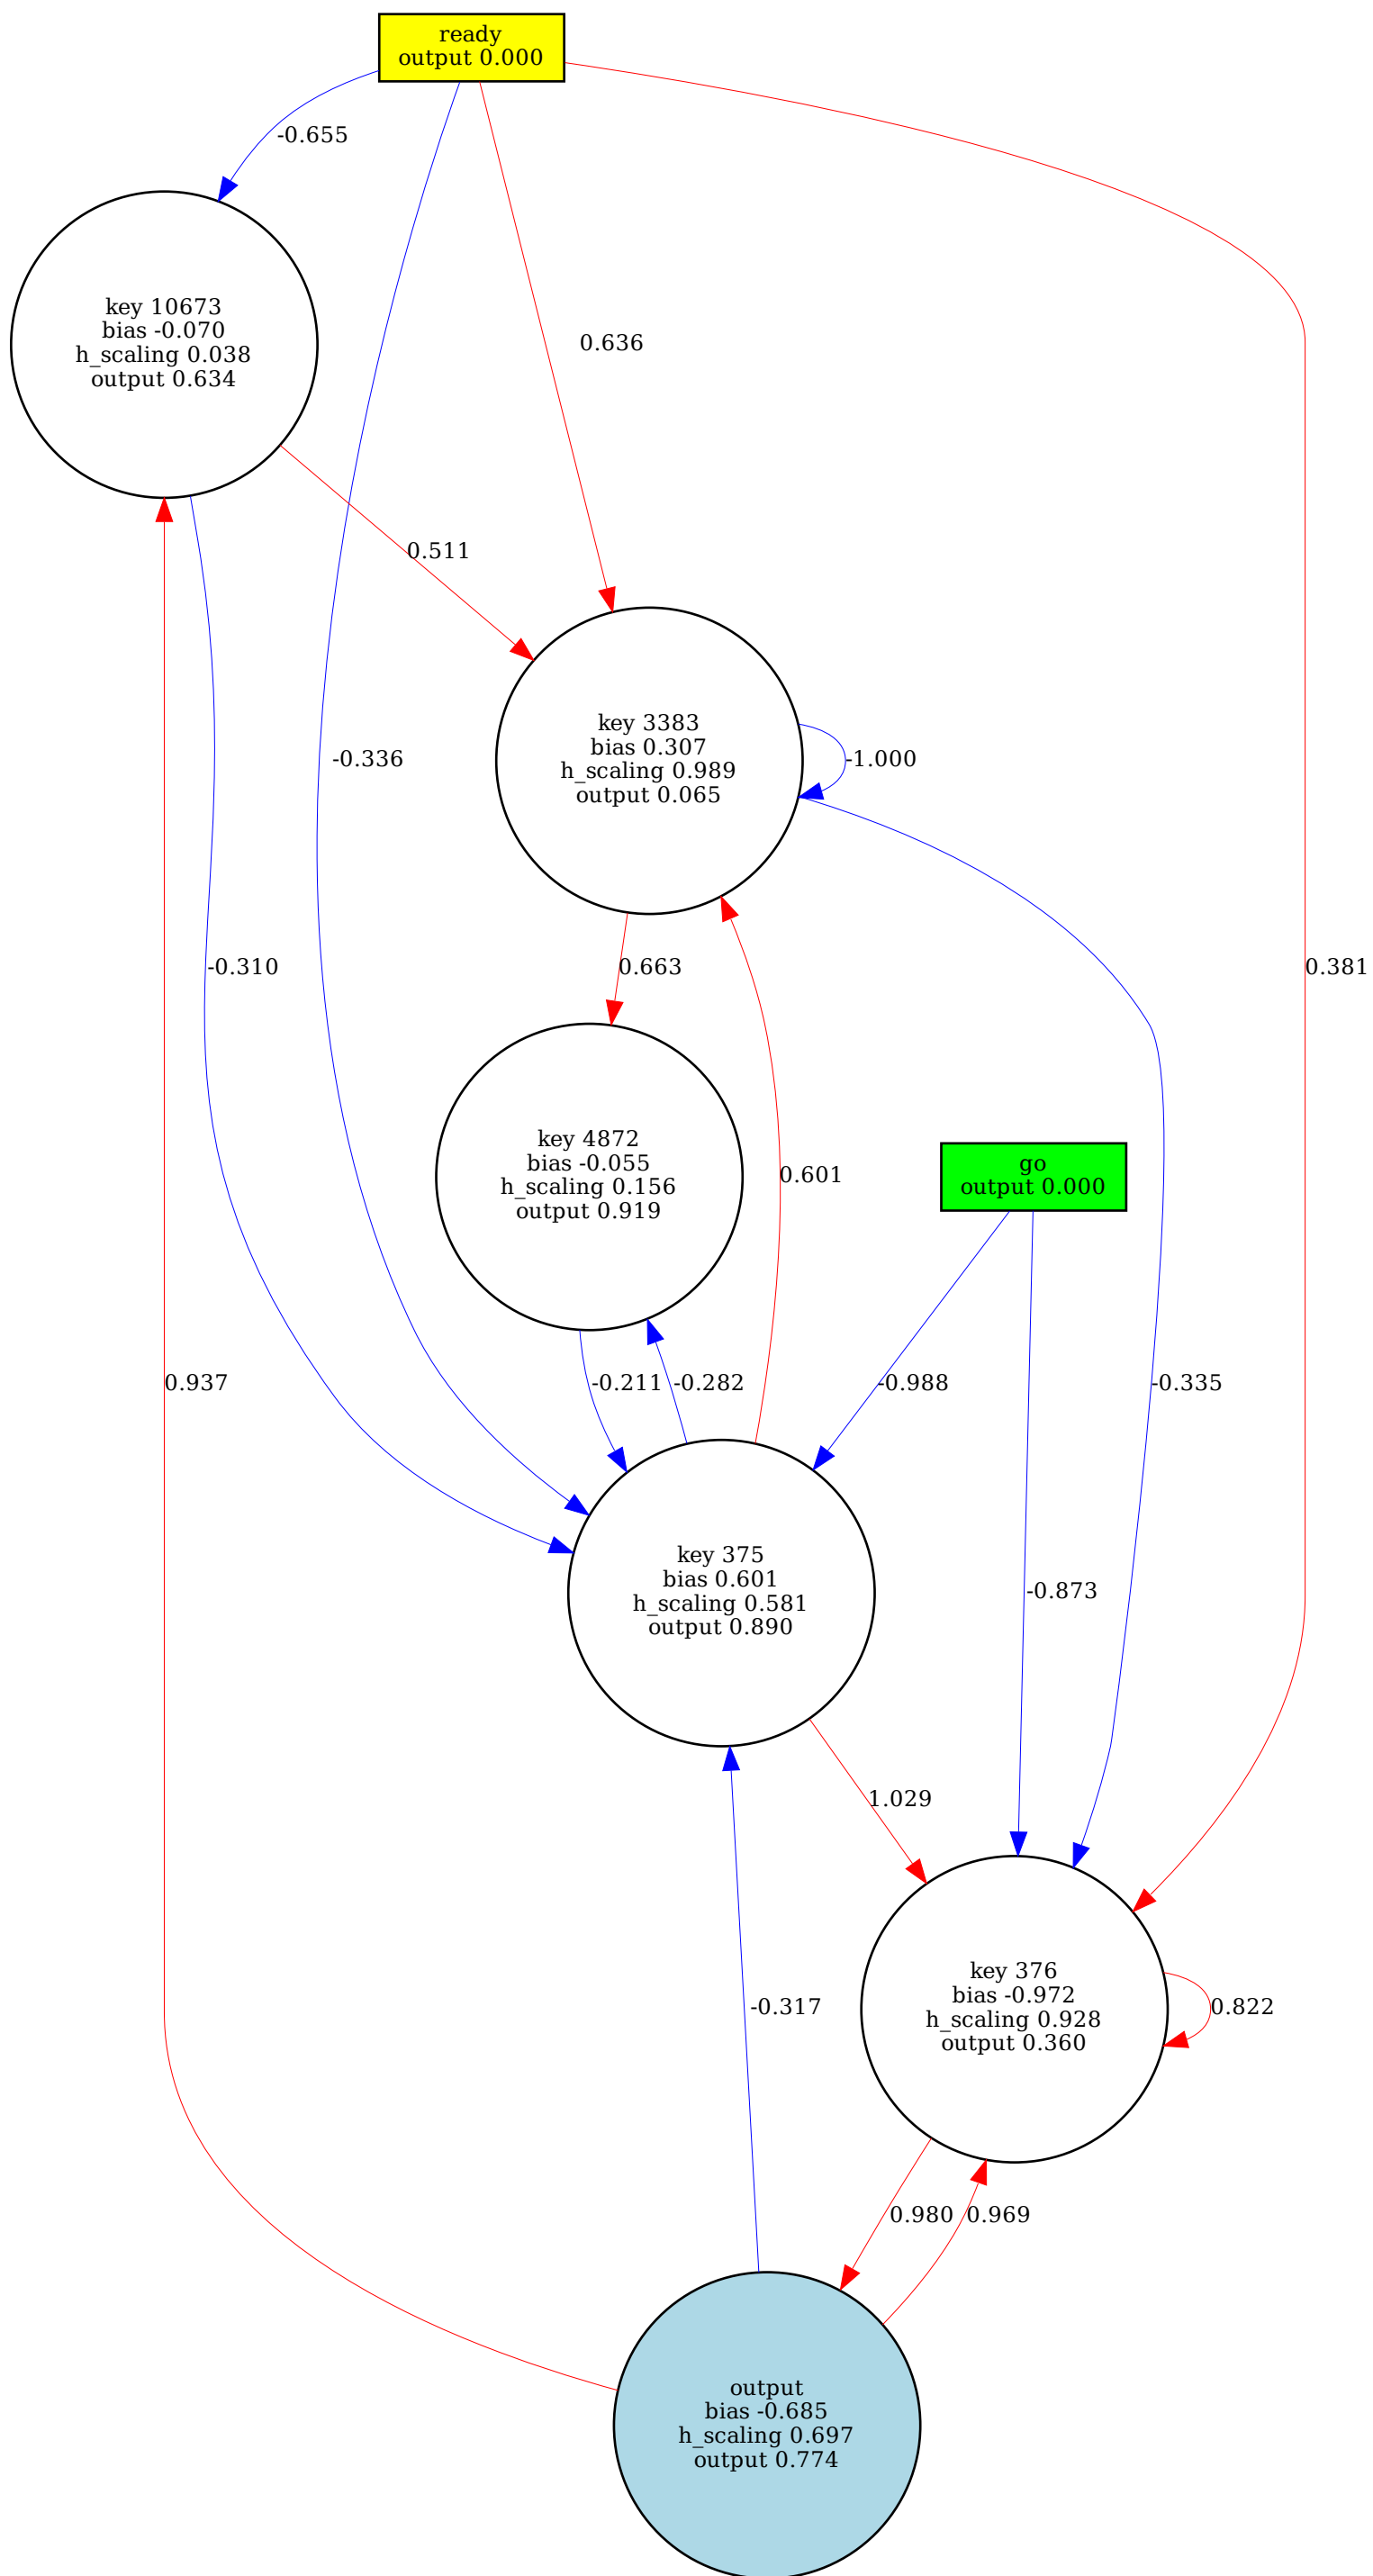 ready
output 0.000
-0.655
key 10673
bias -0.070
h_scaling 0.038
output 0.634
0.636
0.511
key 3383
bias 0.307
h_scaling 0.989
output 0.065
-0.336
-1.000
-0.310
0.663
0.381
key 4872
bias -0.055
h_scaling 0.156
output 0.919
go
output 0.000
0.601
0.937
-0.211
-0.282
-0.988
-0.335
key 375
bias 0.601
h_scaling 0.581
output 0.890
-0.873
1.029
key 376
bias -0.972
h_scaling 0.928
output 0.360
-0.317
0.822
0.980
0.969
output
bias -0.685
h_scaling 0.697
output 0.774